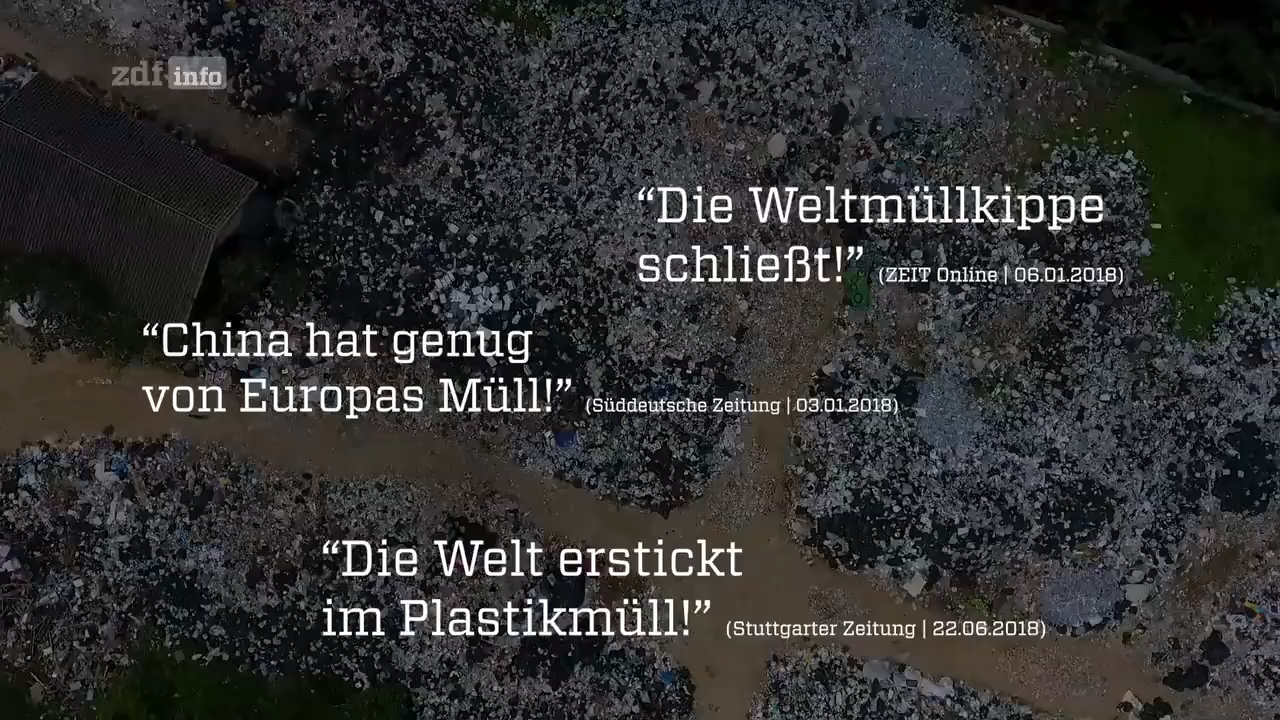 zdf info
“Die Weltmüllkippe
schließt!” (ZEIT Online | 06.01.2018)
“China hat genug
von Europas Müll!” (Süddeutsche Zeitung | 03.01.2018)
“Die Welt erstickt
im Plastikmüll!” (Stuttgarter Zeitung | 22.06.2018)